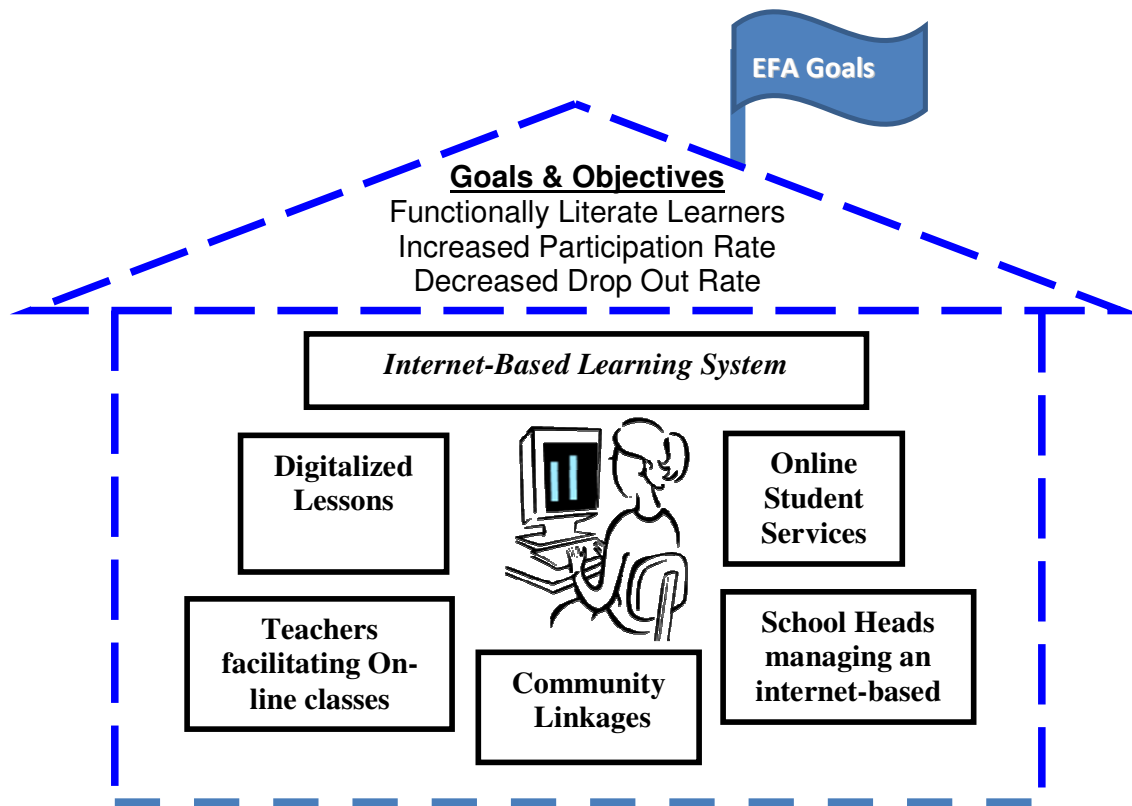 EFA Goals
Goals & Objectives
Functionally Literate Learners
Increased Participation Rate
Decreased Drop Out Rate
Internet-Based Learning System
Digitalized
Lessons
Online
Student
Services
Teachers
facilitating On-
line classes
Community
Linkages
School Heads
managing an
internet-based